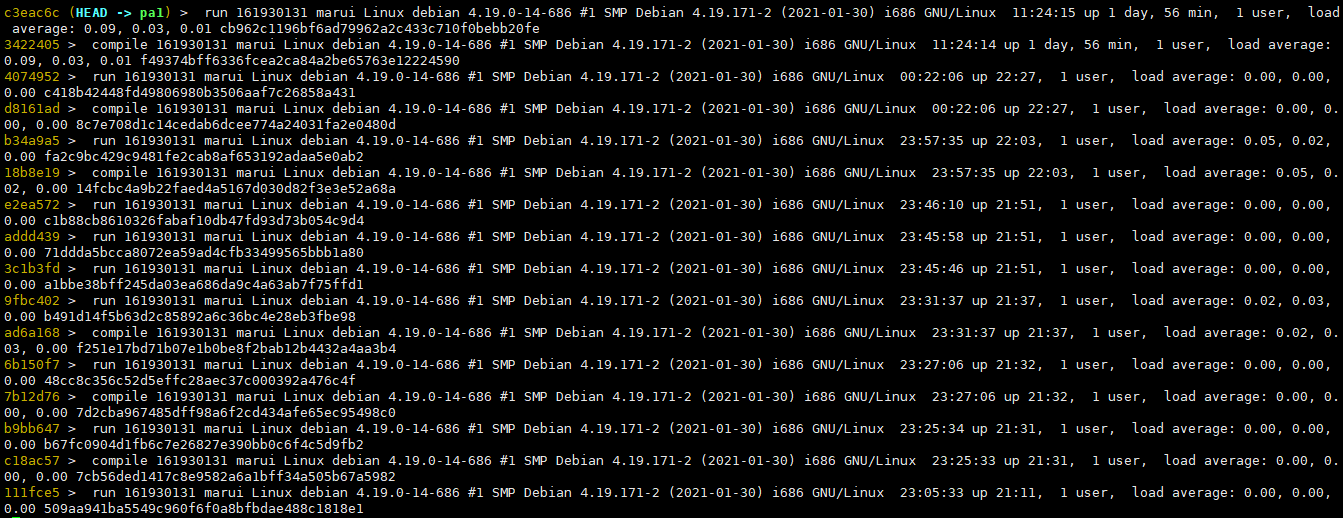 c3eac6c (HEAD -> pa1) >  run 161930131 marui Linux debian 4.19.0-14-686 #1 SMP Debian 4.19.171-2 (2021-01-30) i686 GNU/Linux  11:24:15 up 1 day, 56 min,  1 user,  load
 average: 0.09, 0.03, 0.01 cb962c1196bf6ad79962a2c433c710f0bebb20fe
3422405 >  compile 161930131 marui Linux debian 4.19.0-14-686 #1 SMP Debian 4.19.171-2 (2021-01-30) i686 GNU/Linux  11:24:14 up 1 day, 56 min,  1 user,  load average:
0.09, 0.03, 0.01 f49374bff6336fcea2ca84a2be65763e12224590
4074952 >  run 161930131 marui Linux debian 4.19.0-14-686 #1 SMP Debian 4.19.171-2 (2021-01-30) i686 GNU/Linux  00:22:06 up 22:27,  1 user,  load average: 0.00, 0.00,
0.00 c418b42448fd49806980b3506aaf7c26858a431
d8161ad >  compile 161930131 marui Linux debian 4.19.0-14-686 #1 SMP Debian 4.19.171-2 (2021-01-30) i686 GNU/Linux  00:22:06 up 22:27,  1 user,  load average: 0.00, 0.
00, 0.00 8c7e708d1c14cedab6dcee774a24031fa2e0480d
b34a9a5 >  run 161930131 marui Linux debian 4.19.0-14-686 #1 SMP Debian 4.19.171-2 (2021-01-30) i686 GNU/Linux  23:57:35 up 22:03,  1 user,  load average: 0.05, 0.02,
0.00 fa2c9bc429c9481fe2cab8af653192adaa5e0ab2
18b8e19 >  compile 161930131 marui Linux debian 4.19.0-14-686 #1 SMP Debian 4.19.171-2 (2021-01-30) i686 GNU/Linux  23:57:35 up 22:03,  1 user,  load average: 0.05, 0.
02, 0.00 14fcbc4a9b22faed4a5167d030d82f3e3e52a68a
e2ea572 >  run 161930131 marui Linux debian 4.19.0-14-686 #1 SMP Debian 4.19.171-2 (2021-01-30) i686 GNU/Linux  23:46:10 up 21:51,  1 user,  load average: 0.00, 0.00,
0.00 c1b88cb8610326fabaf10db47fd93d73b054c9d4
addd439 >  run 161930131 marui Linux debian 4.19.0-14-686 #1 SMP Debian 4.19.171-2 (2021-01-30) i686 GNU/Linux  23:45:58 up 21:51,  1 user,  load average: 0.00, 0.00,
0.00 71ddda5bcca8072ea59ad4cfb33499565bbb1a80
3c1b3fd >  run 161930131 marui Linux debian 4.19.0-14-686 #1 SMP Debian 4.19.171-2 (2021-01-30) i686 GNU/Linux  23:45:46 up 21:51,  1 user,  load average: 0.00, 0.00,
0.00 a1bbe38bff245da03ea686da9c4a63ab7f75ffd1
9fbc402 >  run 161930131 marui Linux debian 4.19.0-14-686 #1 SMP Debian 4.19.171-2 (2021-01-30) i686 GNU/Linux  23:31:37 up 21:37,  1 user,  load average: 0.02, 0.03,
0.00 b491d14f5b63d2c85892a6c36bc4e28eb3fbe98
ad6a168 >  compile 161930131 marui Linux debian 4.19.0-14-686 #1 SMP Debian 4.19.171-2 (2021-01-30) i686 GNU/Linux  23:31:37 up 21:37,  1 user,  load average: 0.02, 0.
03, 0.00 f251e17bd71b07e1b0be8f2bab12b4432a4aa3b4
6b150f7 >  run 161930131 marui Linux debian 4.19.0-14-686 #1 SMP Debian 4.19.171-2 (2021-01-30) i686 GNU/Linux  23:27:06 up 21:32,  1 user,  load average: 0.00, 0.00,
0.00 48cc8c356c52d5effc28aec37c000392a476c4f
7b12d76 >  compile 161930131 marui Linux debian 4.19.0-14-686 #1 SMP Debian 4.19.171-2 (2021-01-30) i686 GNU/Linux  23:27:06 up 21:32,  1 user,  load average: 0.00, 0.
00, 0.00 7d2cba967485dff98a6f2cd434afe65ec95498c0
b9bb647 >  run 161930131 marui Linux debian 4.19.0-14-686 #1 SMP Debian 4.19.171-2 (2021-01-30) i686 GNU/Linux  23:25:34 up 21:31,  1 user,  load average: 0.00, 0.00,
0.00 b67fc0904d1fb6c7e26827e390bb0c6f4c5d9fb2
c18ac57 >  compile 161930131 marui Linux debian 4.19.0-14-686 #1 SMP Debian 4.19.171-2 (2021-01-30) i686 GNU/Linux  23:25:33 up 21:31,  1 user,  load average: 0.00, 0.
00, 0.00 7cb56ded1417c8e9582a6a1bff34a505b67a5982
111fce5 >  run 161930131 marui Linux debian 4.19.0-14-686 #1 SMP Debian 4.19.171-2 (2021-01-30) i686 GNU/Linux  23:05:33 up 21:11,  1 user,  load average: 0.00, 0.00,
0.00 509aa941ba5549c960f6f0a8bfbdae488c1818e1